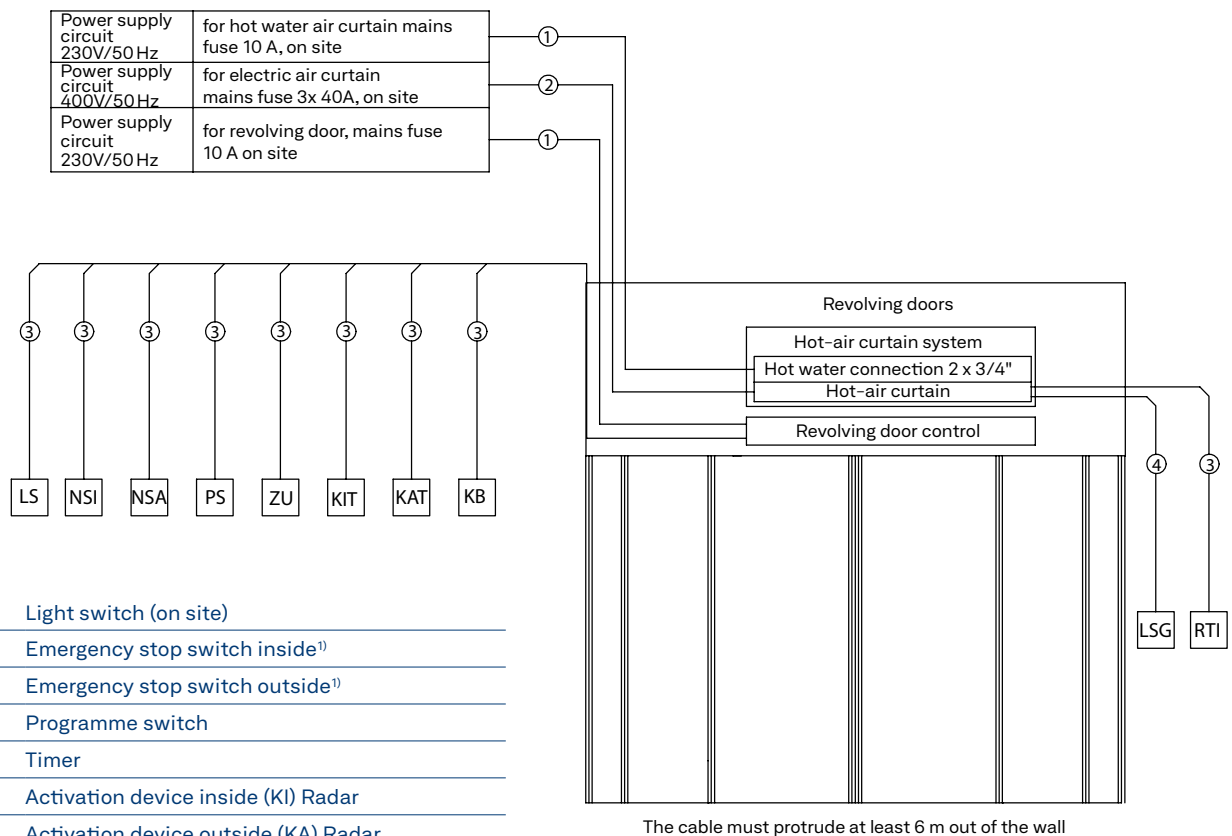 Power supply
circuit
230V/50 Hz
for hot water air curtain mains
fuse 10 A, on site
1
Power supply
circuit
400V/50 Hz
for electric air curtain
mains fuse 3x 40A, on site
2
Power supply
circuit
230V/50 Hz
for revolving door, mains fuse
10 A on site
1
Revolving doors
Hot-air curtain system
Hot water connection 2 x 3/4"
Hot-air curtain
Revolving door control
3 3 3 3 3 3 3 3
4 3
LS NSI NSA PS ZU KIT KAT KB
LSG RTI
Light switch (on site)
Emergency stop switch inside1)
Emergency stop switch outside1)
Programme switch
Timer
Activation device inside (KI) Radar
Activation device outside (KA) Radar
The cable must protrude at least 6 m out of the wall